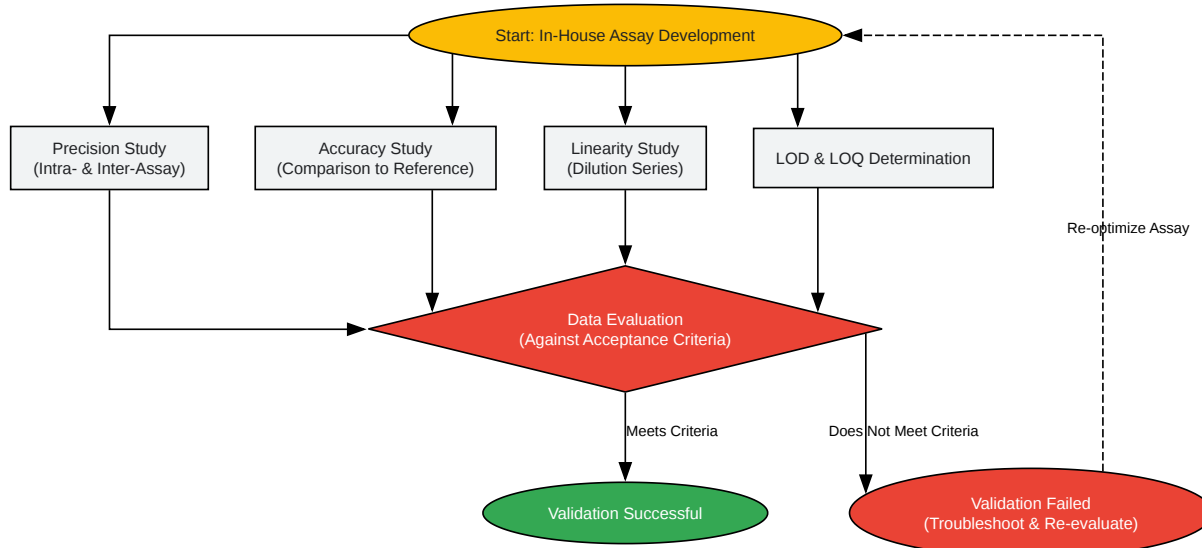 Start: In-House Assay Development
Precision Study
(Intra- & Inter-Assay)
Accuracy Study
(Comparison to Reference)
Linearity Study
(Dilution Series)
LOD & LOQ Determination
Re-optimize Assay
Data Evaluation
(Against Acceptance Criteria)
Meets Criteria
Does Not Meet Criteria
Validation Successful
Validation Failed
(Troubleshoot & Re-evaluate)